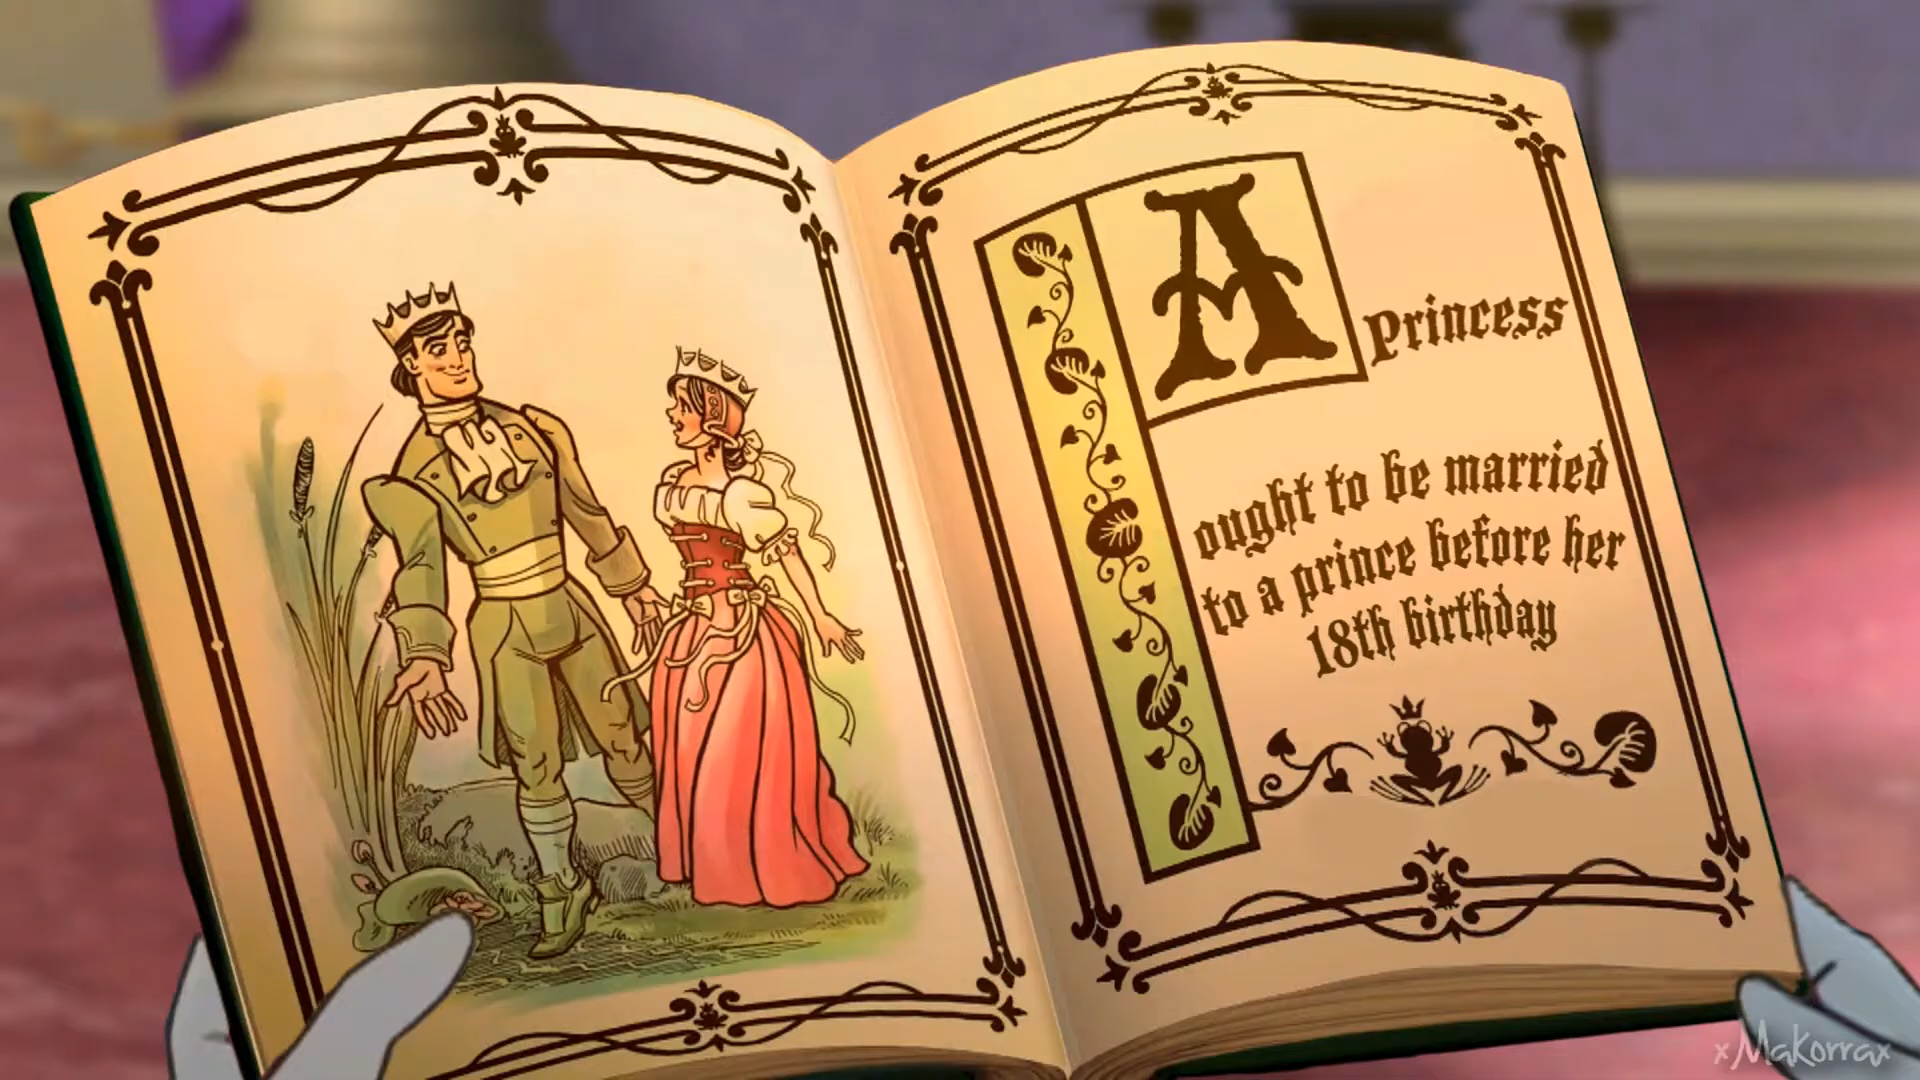 A princess
ought to be married
to a prince before her
18th birthday
xMaKorrax